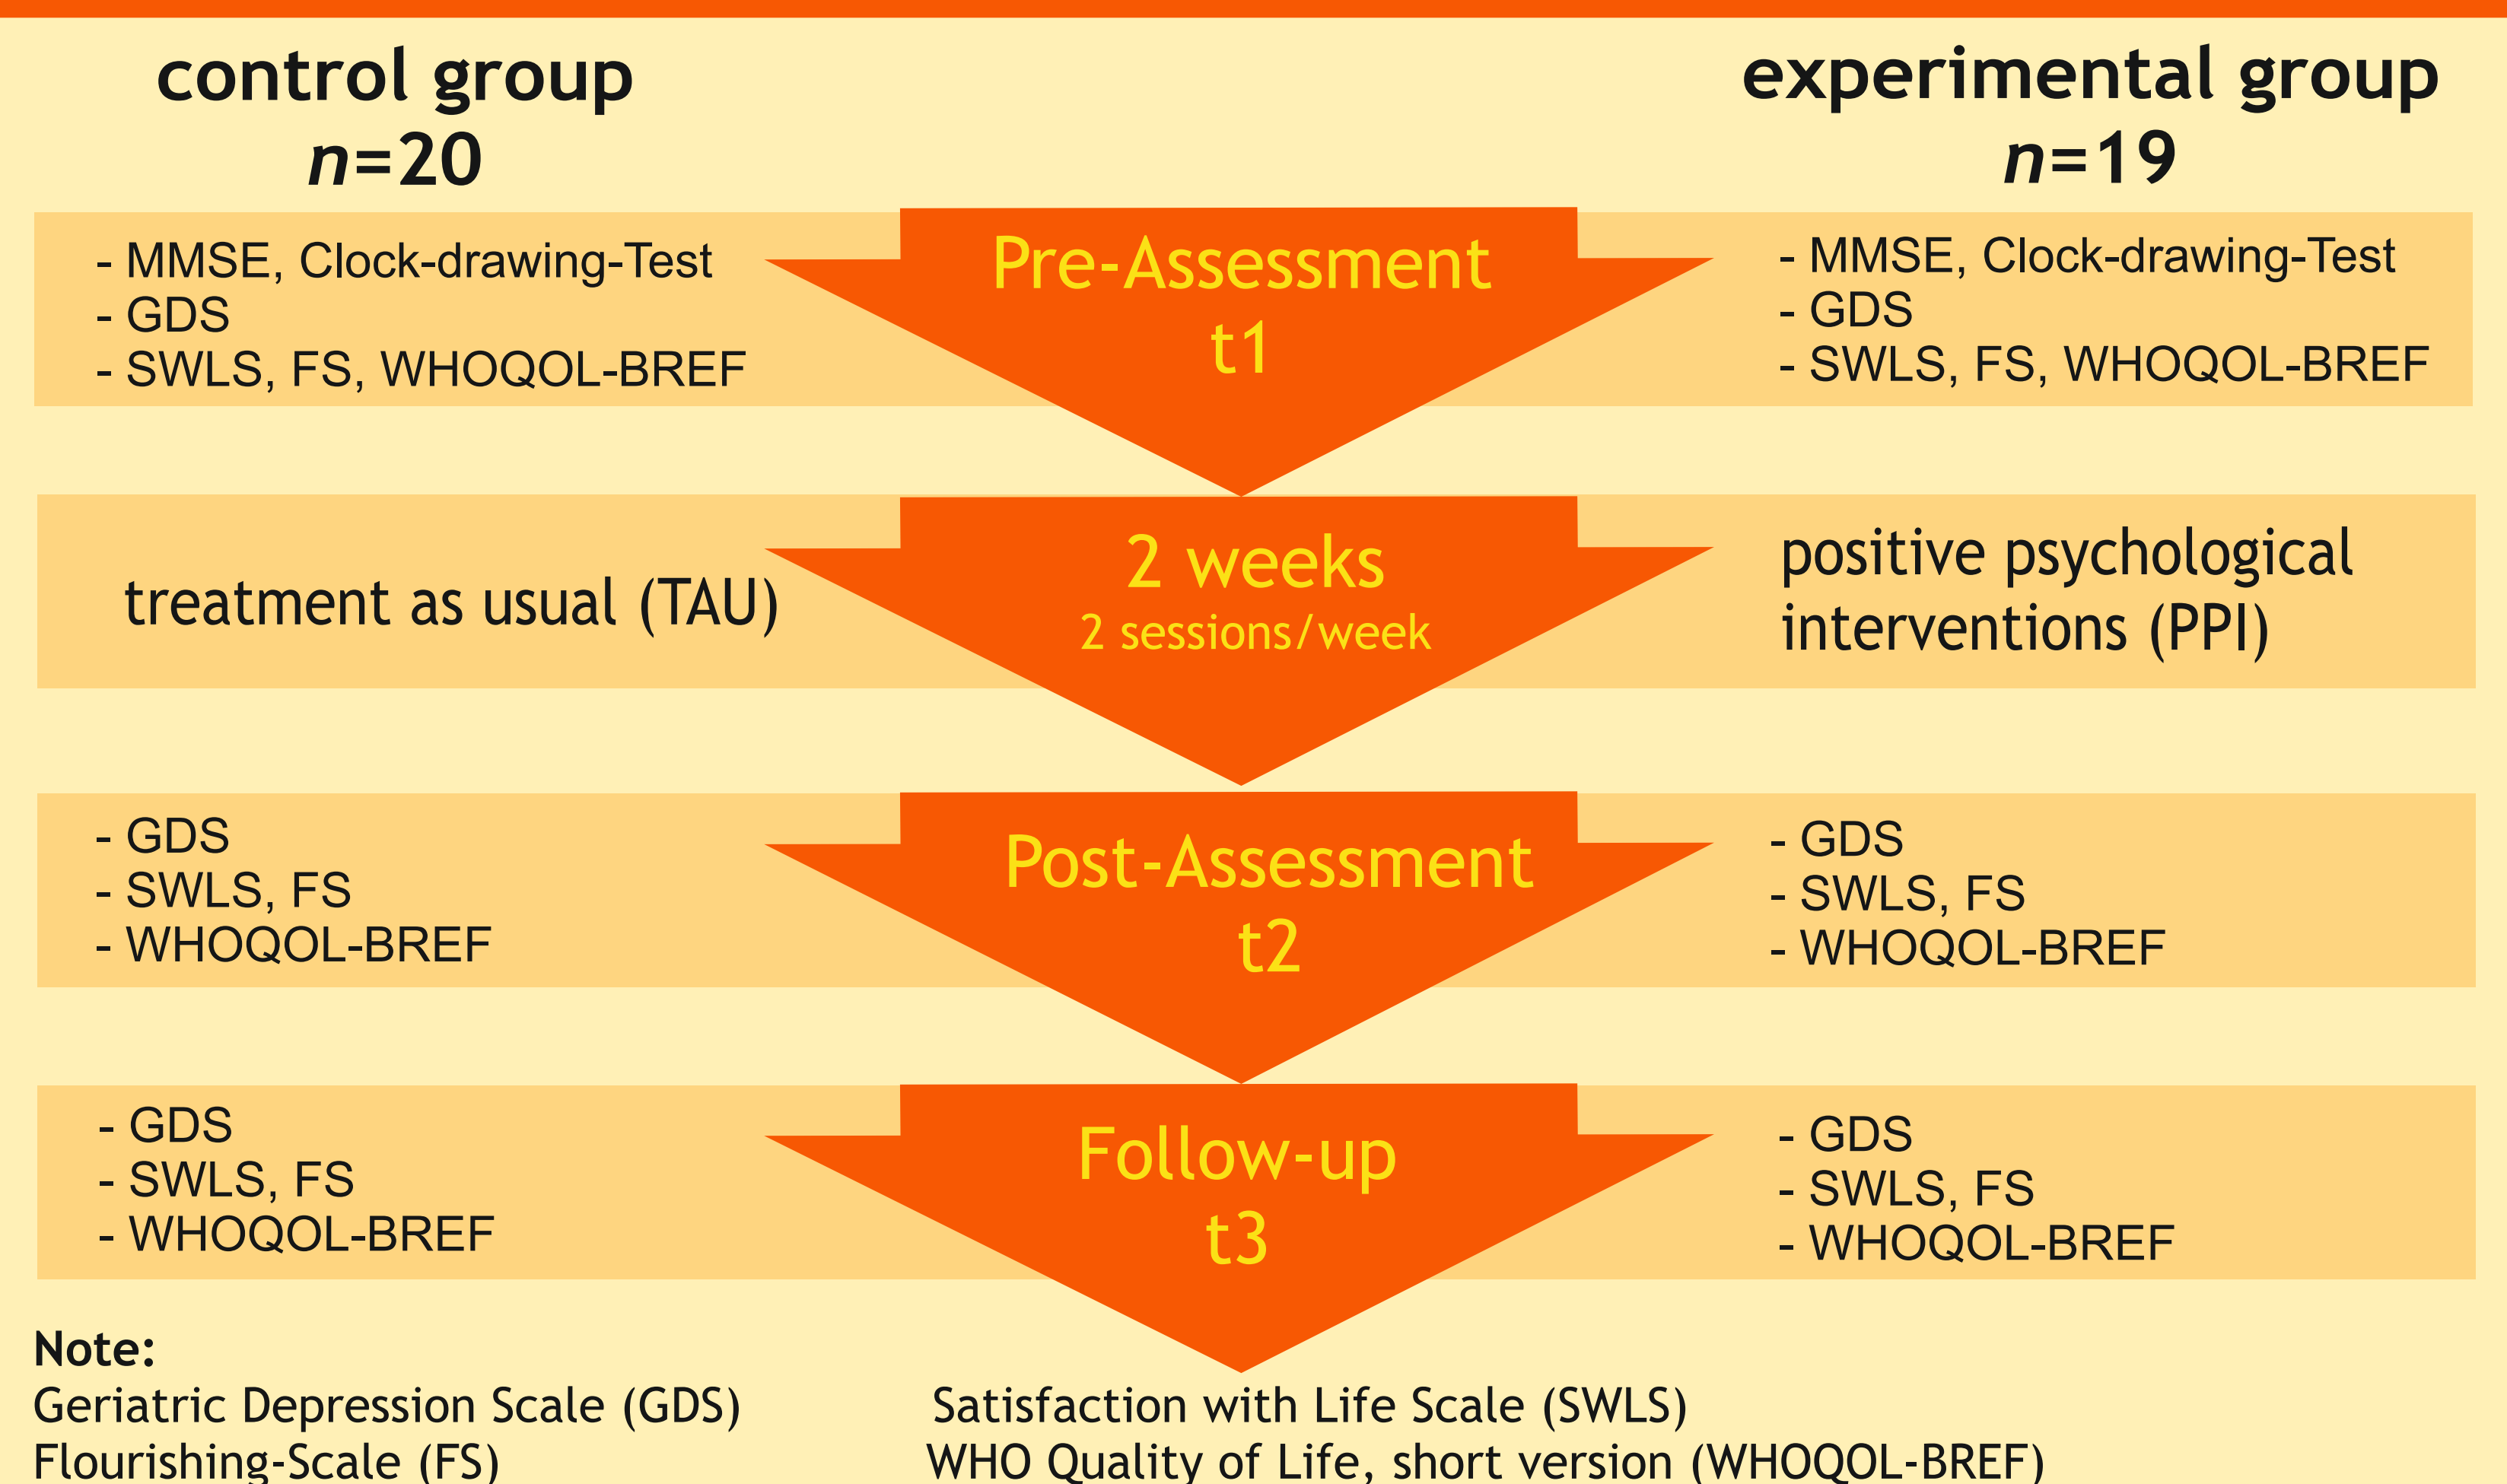 control group
n=20
experimental group
n=19
- MMSE, Clock-drawing-Test
- GDS
- SWLS, FS, WHOQOL-BREF
Pre-Assessment
t1
- MMSE, Clock-drawing-Test
- GDS
- SWLS, FS, WHOQOL-BREF
treatment as usual (TAU)
2 weeks
2 sessions/week
positive psychological
interventions (PPI)
- GDS
- SWLS, FS
- WHOQOL-BREF
Post-Assessment
t2
- GDS
- SWLS, FS
- WHOQOL-BREF
- GDS
- SWLS, FS
- WHOQOL-BREF
Follow-up
t3
- GDS
- SWLS, FS
- WHOQOL-BREF
Note:
Geriatric Depression Scale (GDS) Satisfaction with Life Scale (SWLS)
Flourishing-Scale (FS) WHO Quality of Life, short version (WHOQOL-BREF)